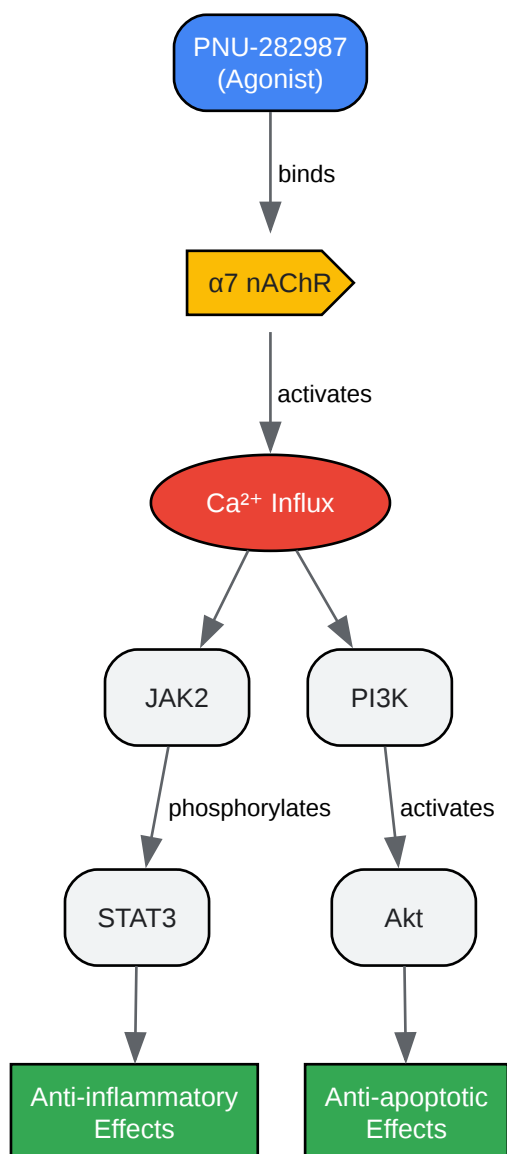 PNU-282987
(Agonist)
binds
α7 nAChR
activates
Ca²⁺ Influx
JAK2
PI3K
phosphorylates
activates
STAT3
Akt
Anti-inflammatory
Effects
Anti-apoptotic
Effects